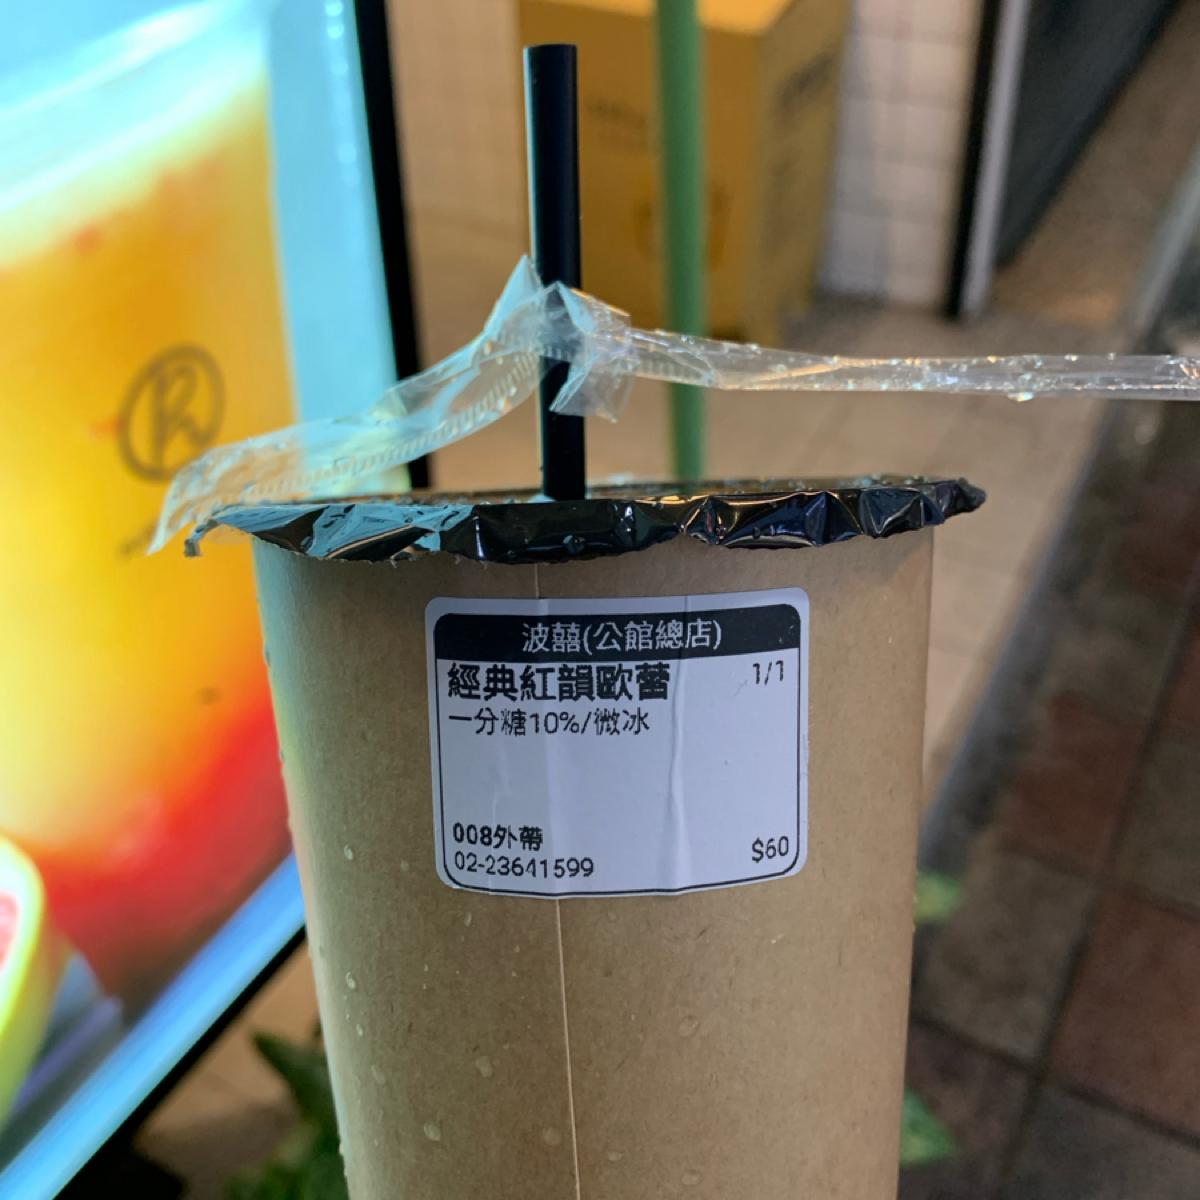 波囍(公館總店)
經典紅韻歐蕾 1/1
一分糖10%/微冰
008外帶
02-23641599 $60